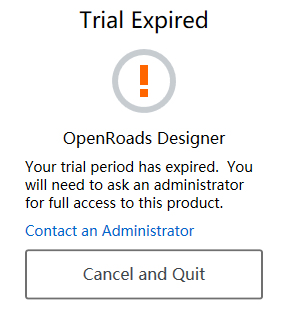 Trial Expired
OpenRoads Designer
Your trial period has expired.  You
will need to ask an administrator
for full access to this product.
Contact an Administrator
Cancel and Quit